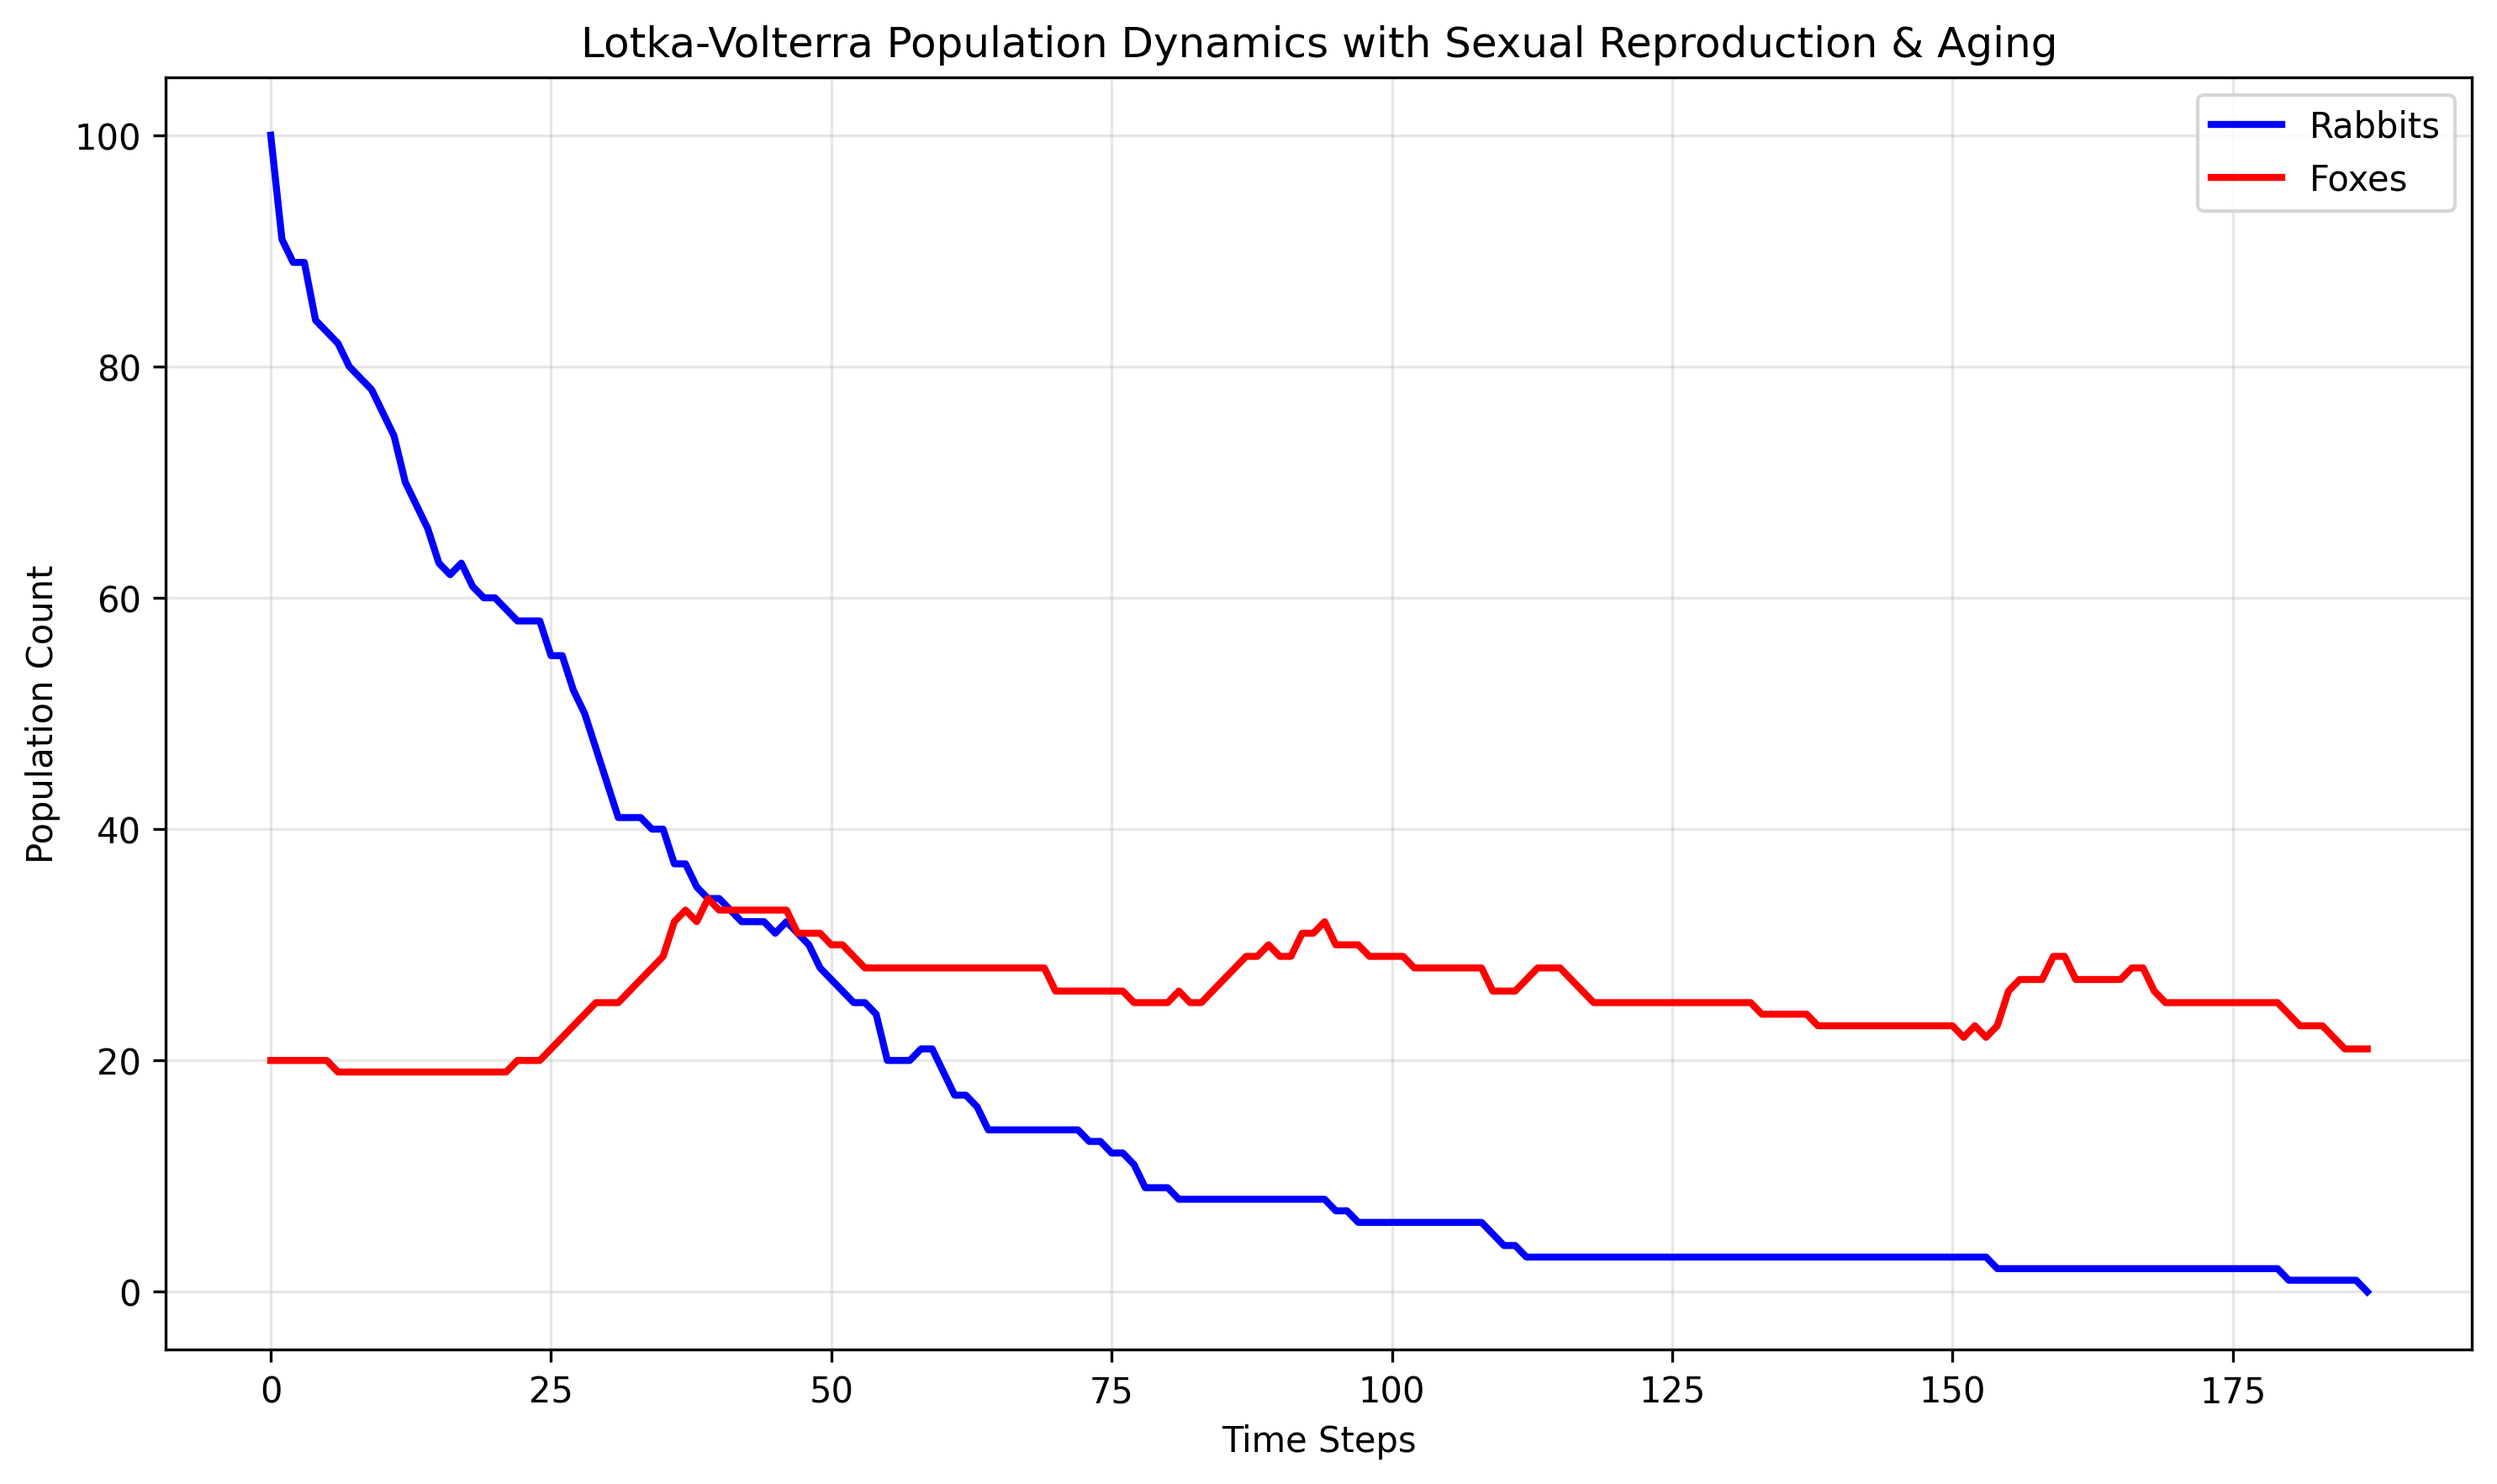 Lotka-Volterra Population Dynamics with Sexual Reproduction & Aging
Rabbits
Foxes
Population Count
100
80
60
40
20
0
0 25 50 75 100 125 150 175
Time Steps